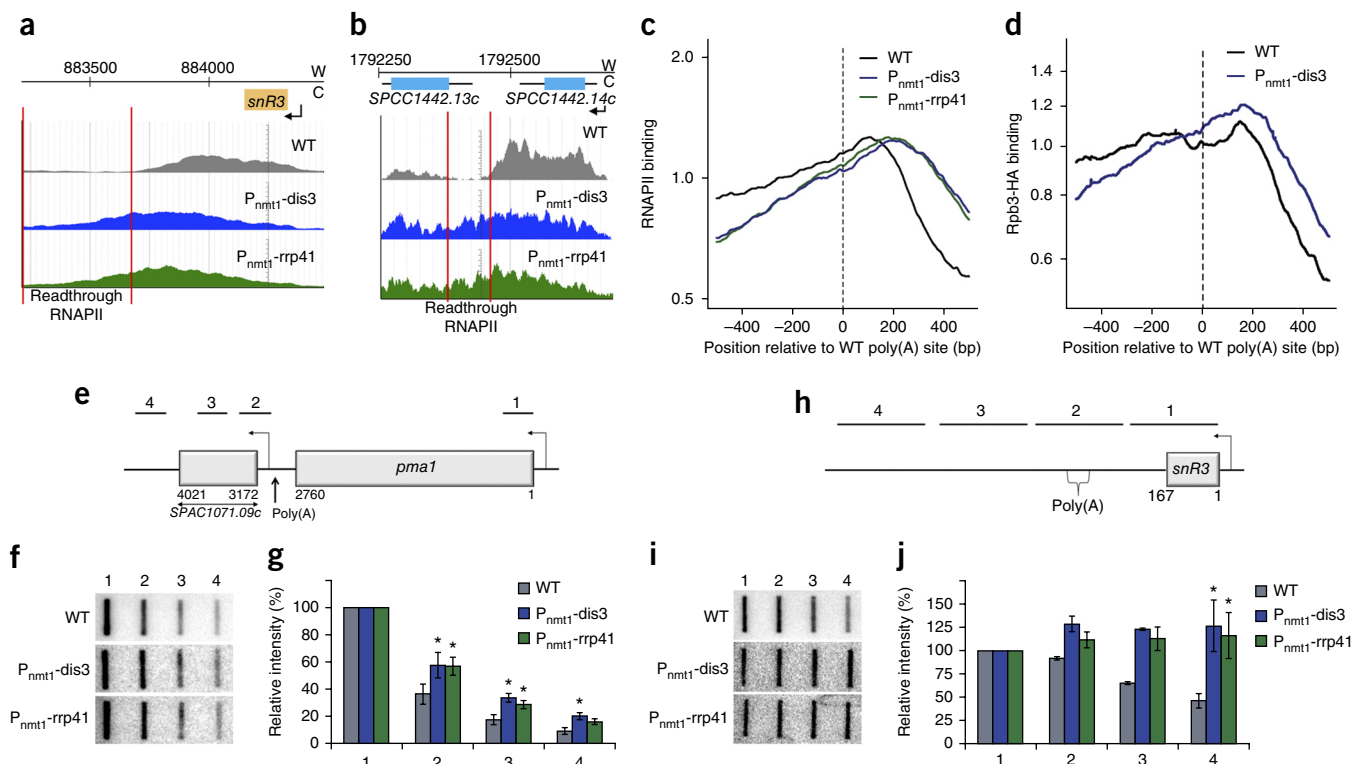 a
883500 884000 W
C
snR3
WT
Pnmt1-dis3
Pnmt1-rrp41
Readthrough
RNAPII
b
1792250 1792500 W
C
SPCC1442.13c SPCC1442.14c
WT
Pnmt1-dis3
Pnmt1-rrp41
Readthrough
RNAPII
c
WT
Pnmt1-dis3
Pnmt1-rrp41
RNAPII binding
2.0
1.0
0.5
−400 −200 0 200 400
Position relative to WT poly(A) site (bp)
d
WT
Pnmt1-dis3
Rpb3-HA binding
1.4
1.2
1.0
0.8
0.6
−400 −200 0 200 400
Position relative to WT poly(A) site (bp)
e
4 3 2 1
pma1
4021 3172 2760 1
SPAC1071.09c Poly(A)
h
4 3 2 1
snR3
167 1
Poly(A)
f
1 2 3 4
WT
Pnmt1-dis3
Pnmt1-rrp41
g
WT
Pnmt1-dis3
Pnmt1-rrp41
Relative intensity (%)
100
80
60
40
20
0
* * * * *
1 2 3 4
i
1 2 3 4
WT
Pnmt1-dis3
Pnmt1-rrp41
j
WT
Pnmt1-dis3
Pnmt1-rrp41
Relative intensity (%)
150
125
100
75
50
25
0
* *
1 2 3 4